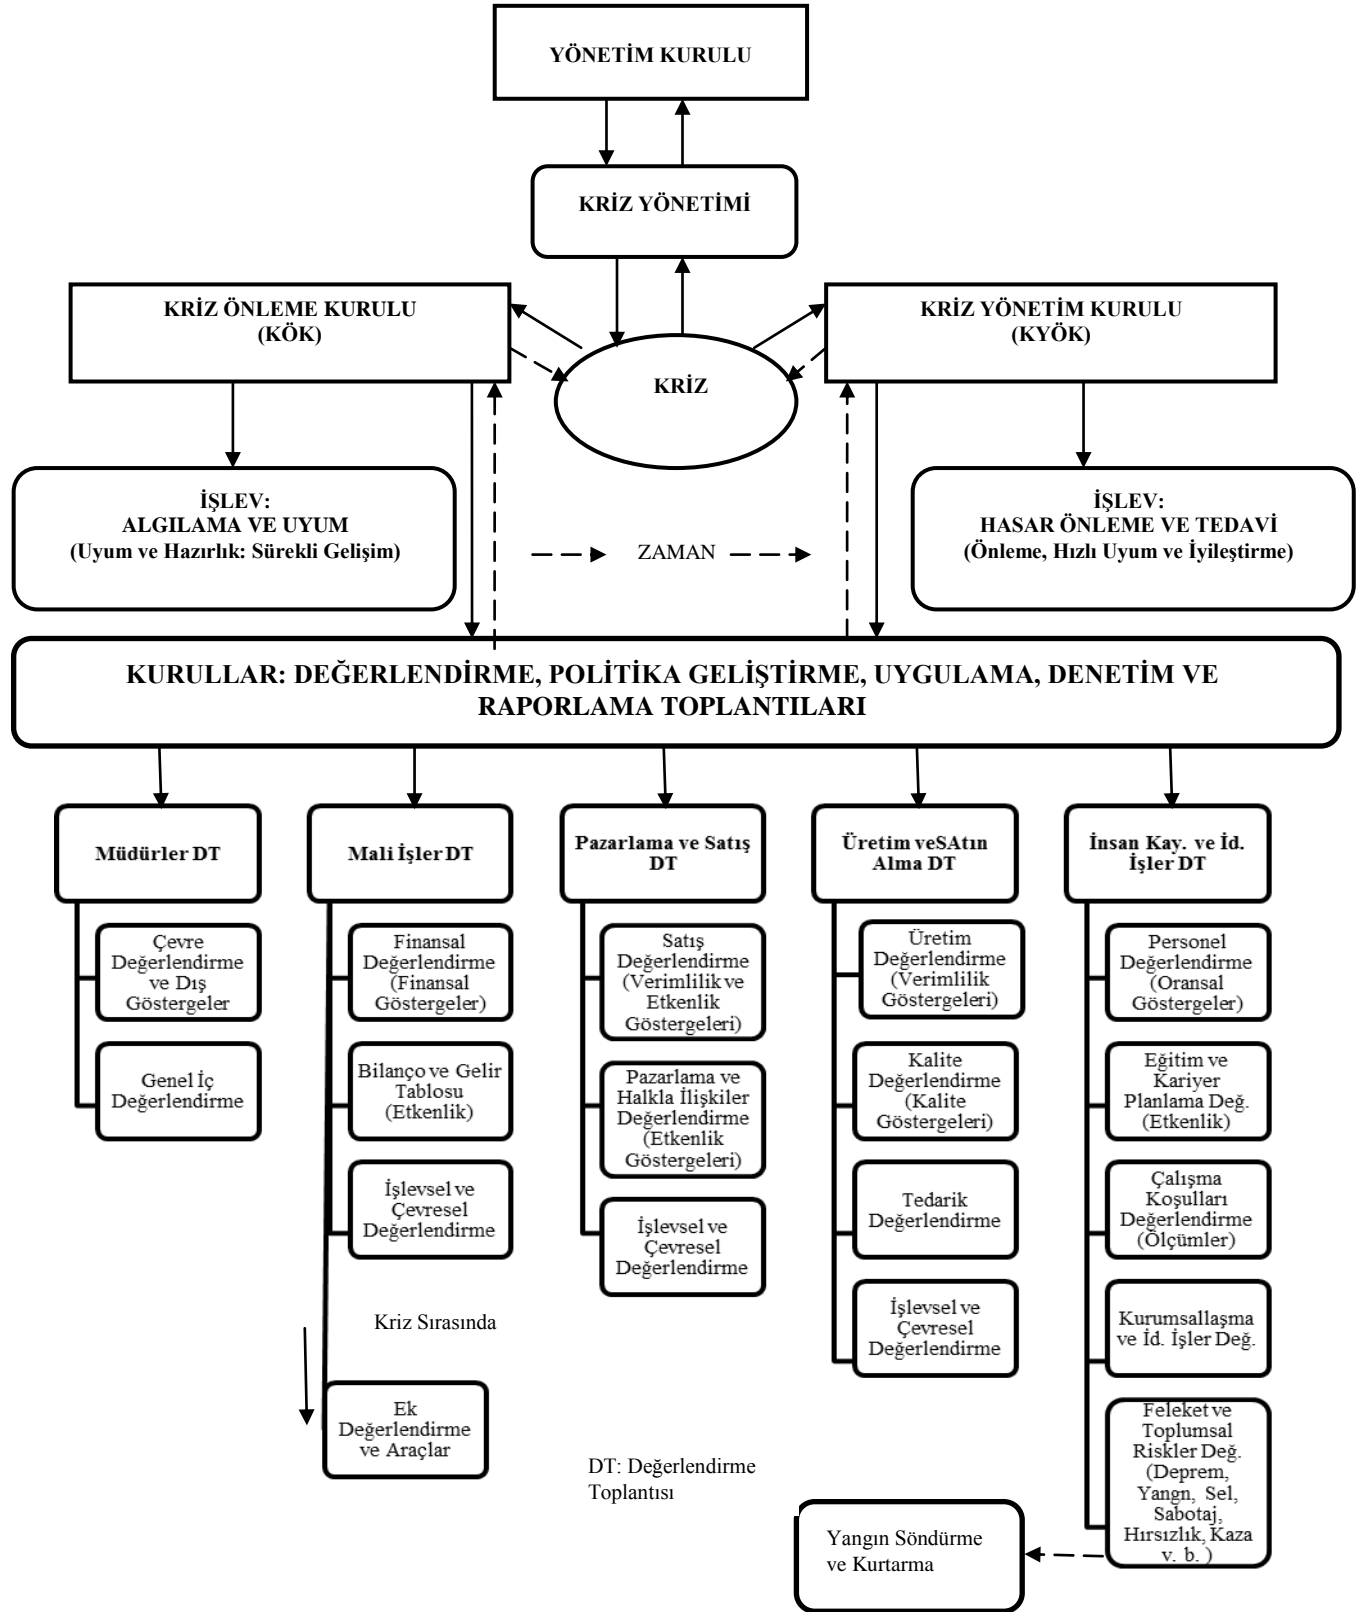 YÖNETİM KURULU
KRİZ YÖNETİMİ
KRİZ ÖNLEME KURULU
(KÖK)
KRİZ YÖNETİM KURULU
(KYÖK)
KRİZ
İŞLEV:
ALGILAMA VE UYUM
(Uyum ve Hazırlık: Sürekli Gelişim)
ZAMAN
İŞLEV:
HASAR ÖNLEME VE TEDAVİ
(Önleme, Hızlı Uyum ve İyileştirme)
KURULLAR: DEĞERLENDİRME, POLİTİKA GELİŞTİRME, UYGULAMA, DENETİM VE
RAPORLAMA TOPLANTILARI
Müdürler DT
Çevre
Değerlendirme
ve Dış
Göstergeler
Genel İç
Değerlendirme
Mali İşler DT
Finansal
Değerlendirme
(Finansal
Göstergeler)
Bilanço ve Gelir
Tablosu
(Etkenlik)
İşlevsel ve
Çevresel
Değerlendirme
Kriz Sırasında
Ek
Değerlendirme
ve Araçlar
Pazarlama ve Satış
DT
Satış
Değerlendirme
(Verimlilik ve
Etkenlik
Göstergeleri)
Pazarlama ve
Halkla İlişkiler
Değerlendirme
(Etkenlik
Göstergeleri)
İşlevsel ve
Çevresel
Değerlendirme
Üretim veSAtın
Alma DT
Üretim
Değerlendirme
(Verimlilik
Göstergeleri)
Kalite
Değerlendirme
(Kalite
Göstergeleri)
Tedarik
Değerlendirme
İşlevsel ve
Çevresel
Değerlendirme
İnsan Kay. ve İd.
İşler DT
Personel
Değerlendirme
(Oransal
Göstergeler)
Eğitim ve
Kariyer
Planlama Değ.
(Etkenlik)
Çalışma
Koşulları
Değerlendirme
(Ölçümler)
Kurumsallaşma
ve İd. İşler Değ.
Feleket ve
Toplumsal
Riskler Değ.
(Deprem,
Yangn, Sel,
Sabotaj,
Hırsızlık, Kaza
v. b. )
DT: Değerlendirme
Toplantısı
Yangın Söndürme
ve Kurtarma